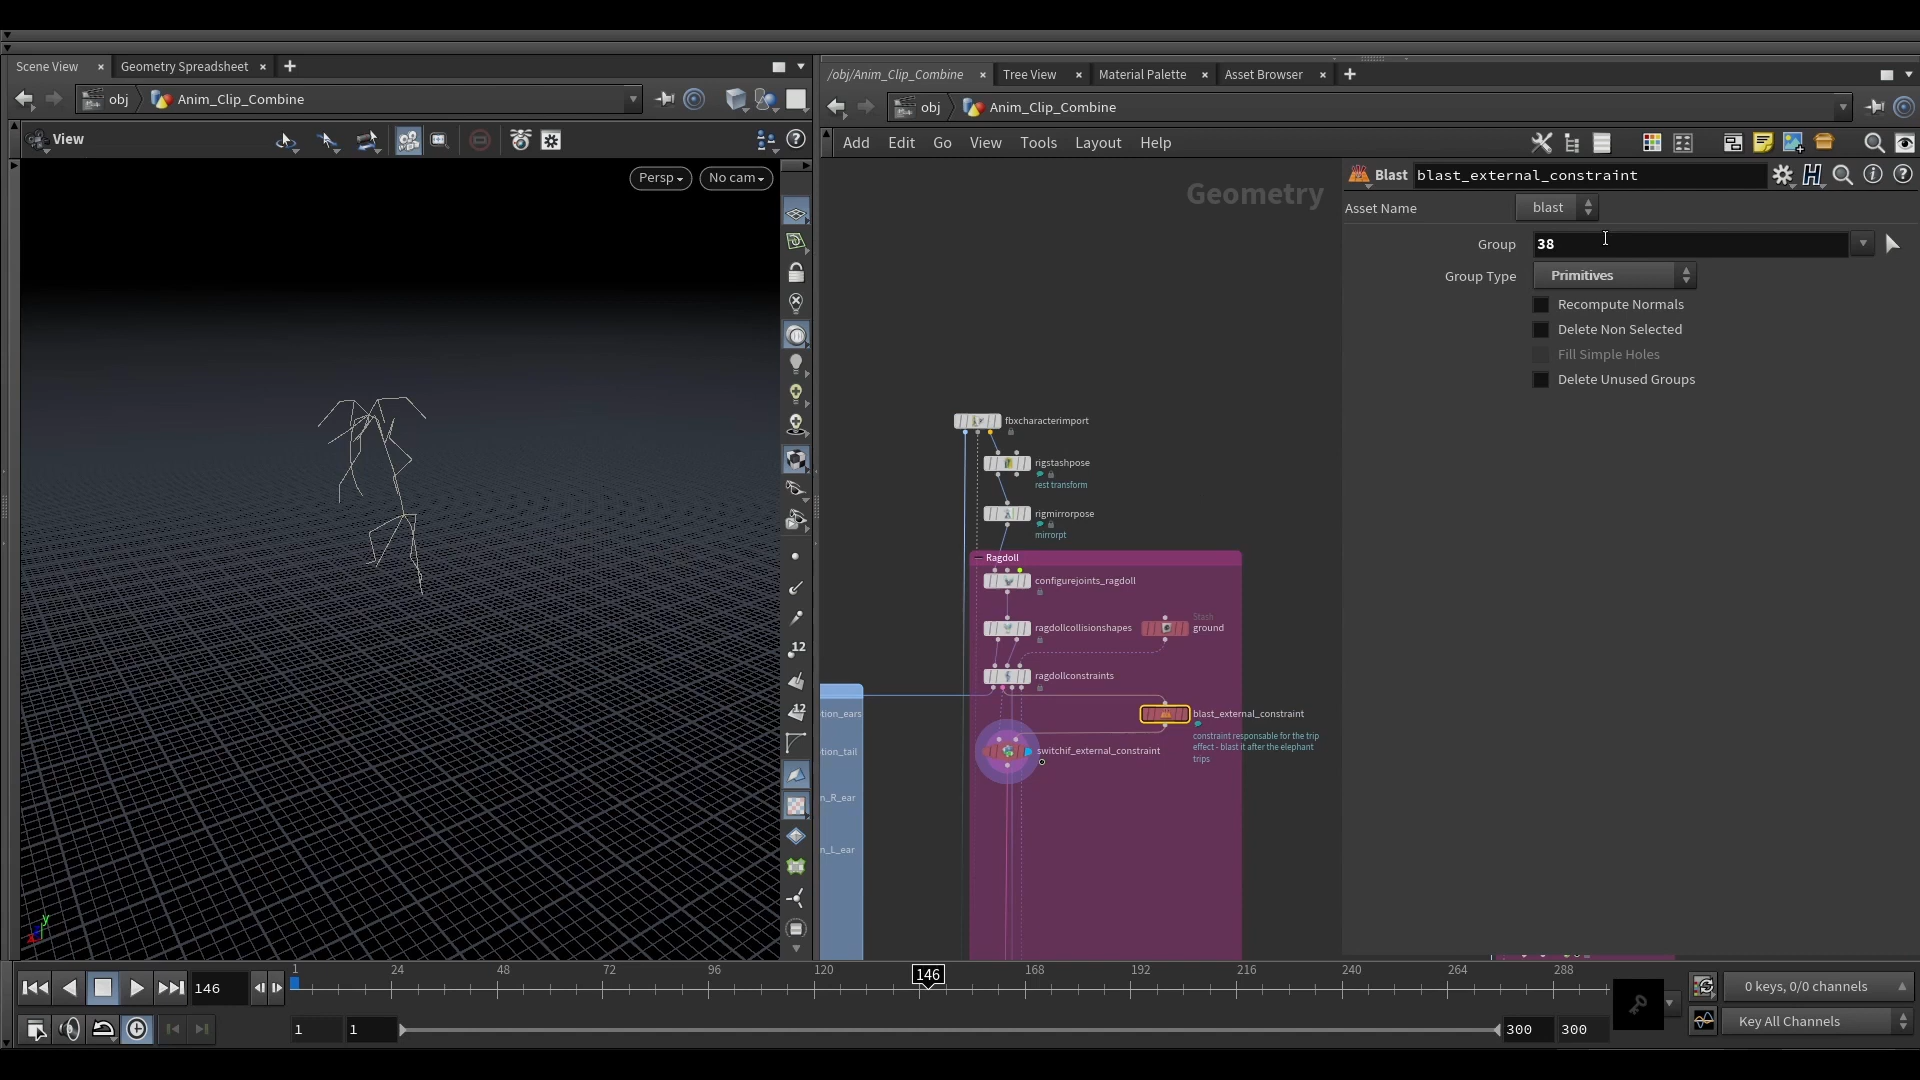 Scene View
Geometry Spreadsheet
/obj/Anim_Clip_Combine
Tree View
Material Palette
Asset Browser
obj
Anim_Clip_Combine
obj
Anim_Clip_Combine
View
Add
Edit
Go
View
Tools
Layout
Help
Persp
No cam
Geometry
Blast
blast_external_constraint
Asset Name
blast
Group
38
Group Type
Primitives
Recompute Normals
Delete Non Selected
Fill Simple Holes
Delete Unused Groups
fbxcharacterimport
rigstashpose
rest transform
rigmirrorpose
mirrorpt
Ragdoll
configurejoints_ragdoll
ragdollcollisionshapes
Stash
ground
ragdollconstraints
blast_external_constraint
constraint responsable for the trip
effect - blast it after the elephant
trips
switchif_external_constraint
tion_ears
tion_tail
n_R_ear
n_L_ear
12
12
y
1
24
48
72
96
120
146
168
192
216
240
264
288
146
0 keys, 0/0 channels
1
1
300
300
Key All Channels